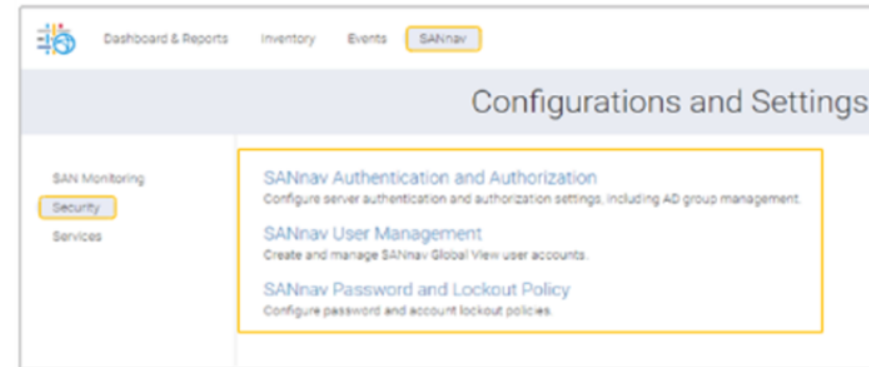 Dashboard & Reports Inventory Events SANnav
Configurations and Settings
SAN Monitoring
Security
Services
SANnav Authentication and Authorization
Configure server authentication and authorization settings, including AD group management.
SANnav User Management
Create and manage SANnav Global View user accounts.
SANnav Password and Lockout Policy
Configure password and account lockout policies.